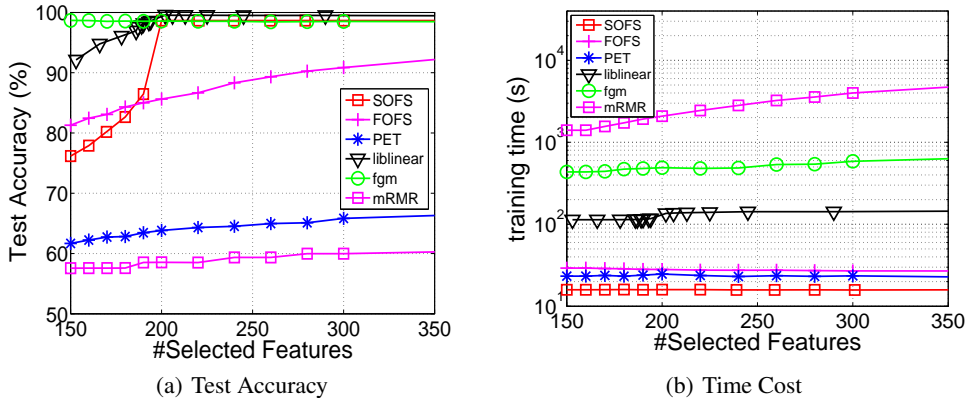 100
90
80
70
60
50
150
200
250
300
350
Test Accuracy (%)
#Selected Features
SOFS
FOFS
PET
liblinear
fgm
mRMR
(a) Test Accuracy
10^4
10^3
10^2
10^1
150
200
250
300
350
training time (s)
#Selected Features
SOFS
FOFS
PET
liblinear
fgm
mRMR
(b) Time Cost